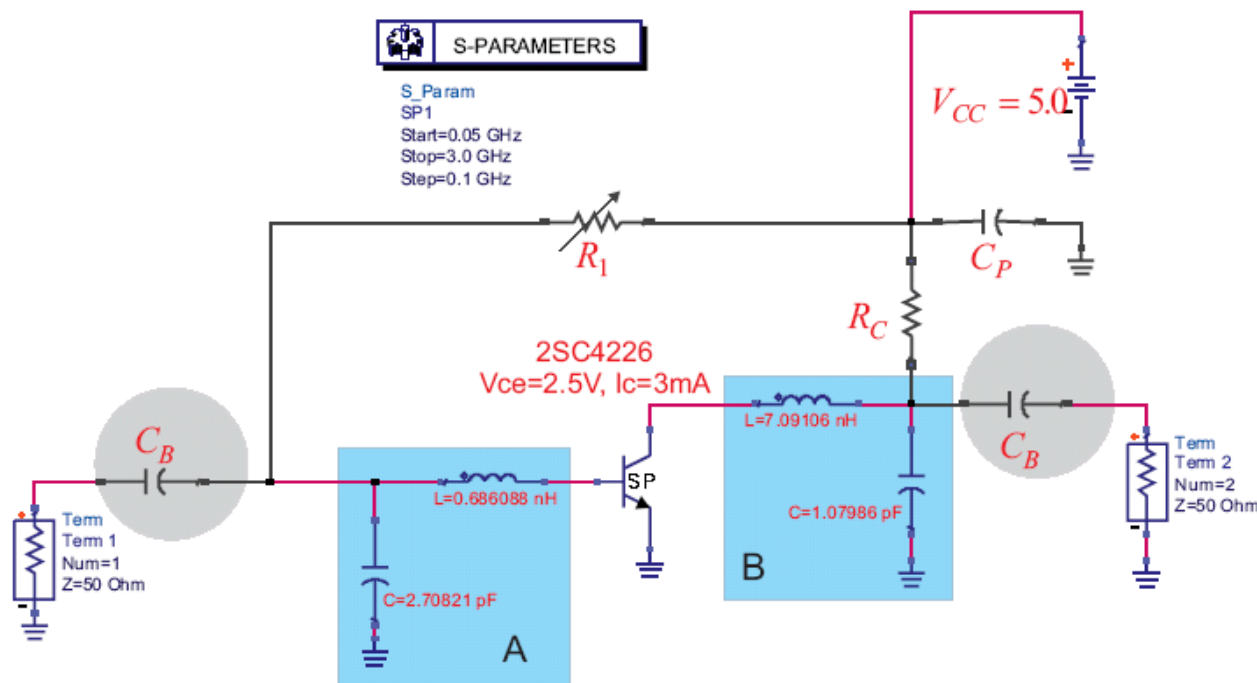 S-PARAMETERS
S_Param
SP1
Start=0.05 GHz
Stop=3.0 GHz
Step=0.1 GHz
+
V_CC = 5.0
-
R_1
C_P
R_C
2SC4226
Vce=2.5V, Ic=3mA
L=7.09106 nH
C_B
C_B
SP
L=0.686088 nH
C=1.07986 pF
B
+
Term
Term 2
Num=2
Z=50 Ohm
-
+
Term
Term 1
Num=1
Z=50 Ohm
-
C=2.70821 pF
A